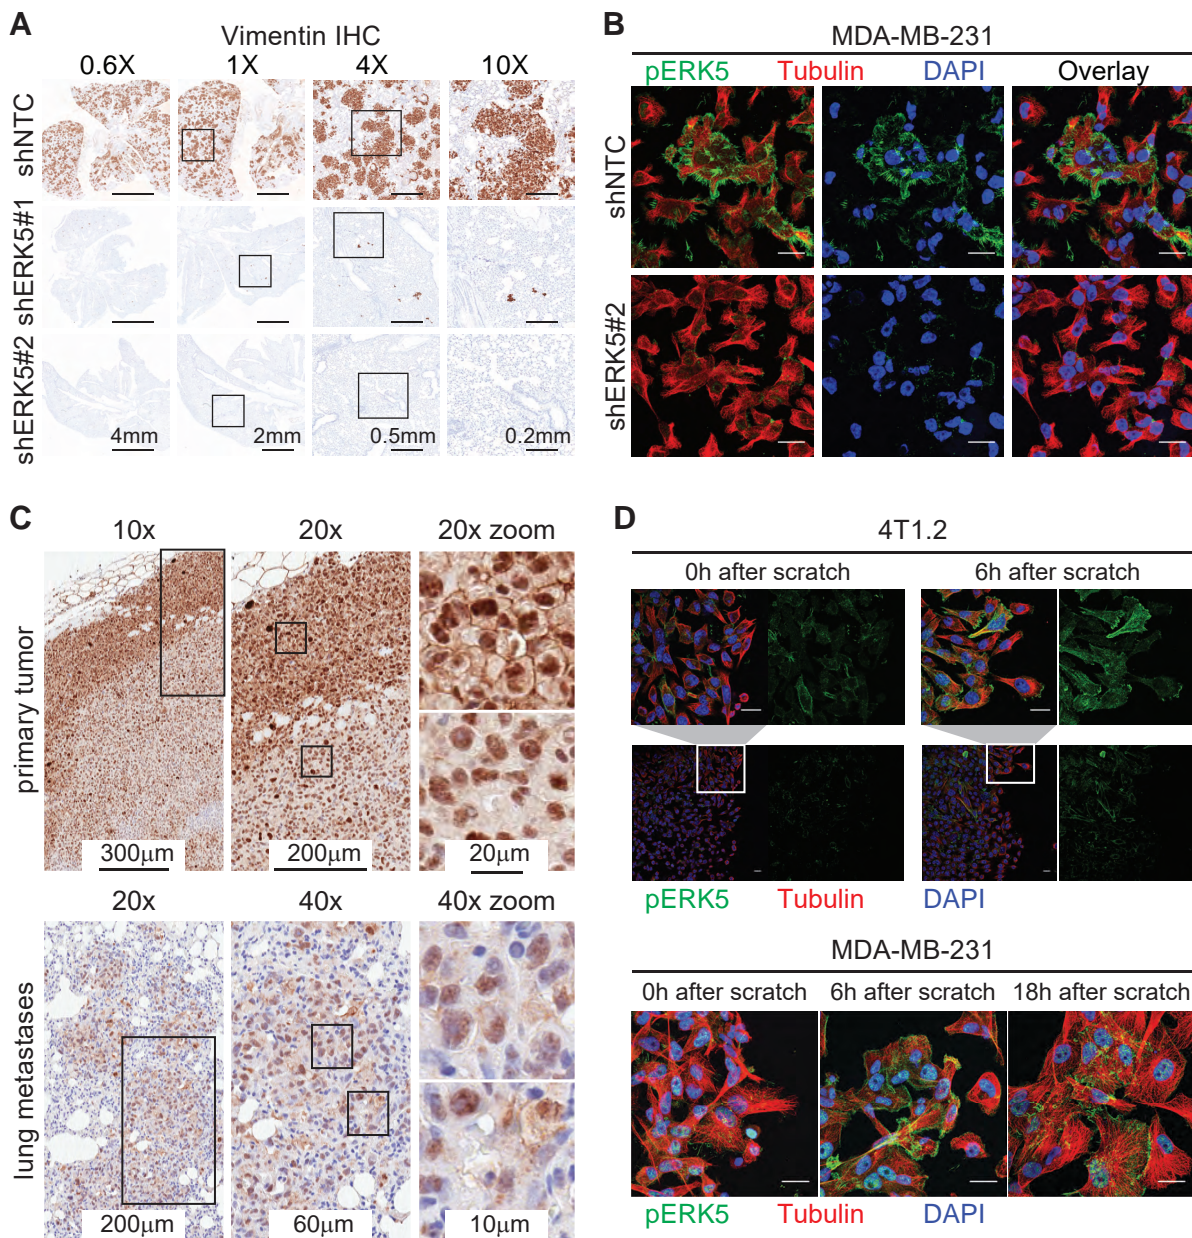 A
Vimentin IHC
0.6X 1X 4X 10X
shNTC
shERK5#1
shERK5#2
4mm 2mm 0.5mm 0.2mm
B
MDA-MB-231
pERK5 Tubulin DAPI Overlay
shNTC
shERK5#2
C
10x 20x 20x zoom
primary tumor
300µm 200µm 20µm
20x 40x 40x zoom
lung metastases
200µm 60µm 10µm
D
4T1.2
0h after scratch 6h after scratch
pERK5 Tubulin DAPI
MDA-MB-231
0h after scratch 6h after scratch 18h after scratch
pERK5 Tubulin DAPI